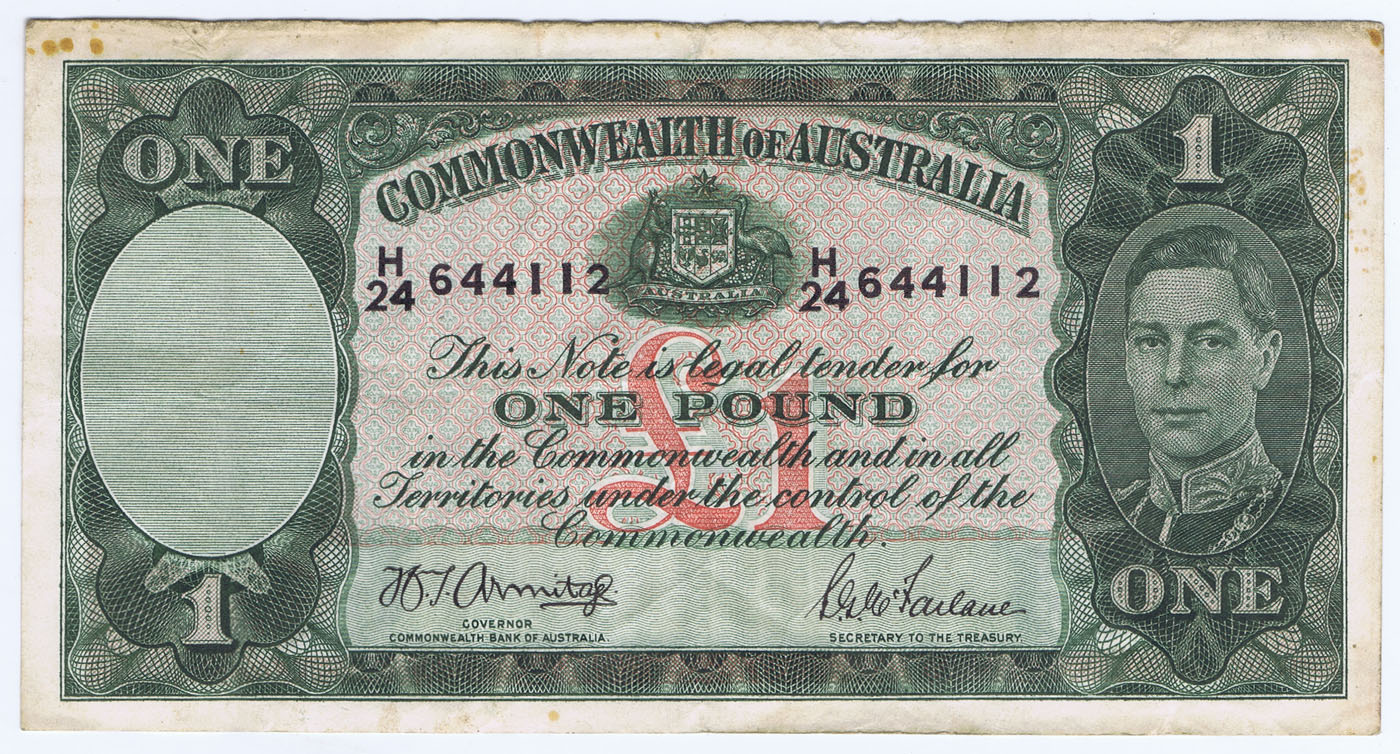 ONE
1
COMMONWEALTH OF AUSTRALIA
H
24 644112
H
24 644112
AUSTRALIA
This Note is legal tender for
ONE POUND
in the Commonwealth and in all
Territories under the control of the
Commonwealth.
£1
H.T. Armitage.
S.G. McFarlane
GOVERNOR
COMMONWEALTH BANK OF AUSTRALIA.
SECRETARY TO THE TREASURY.
1
ONE